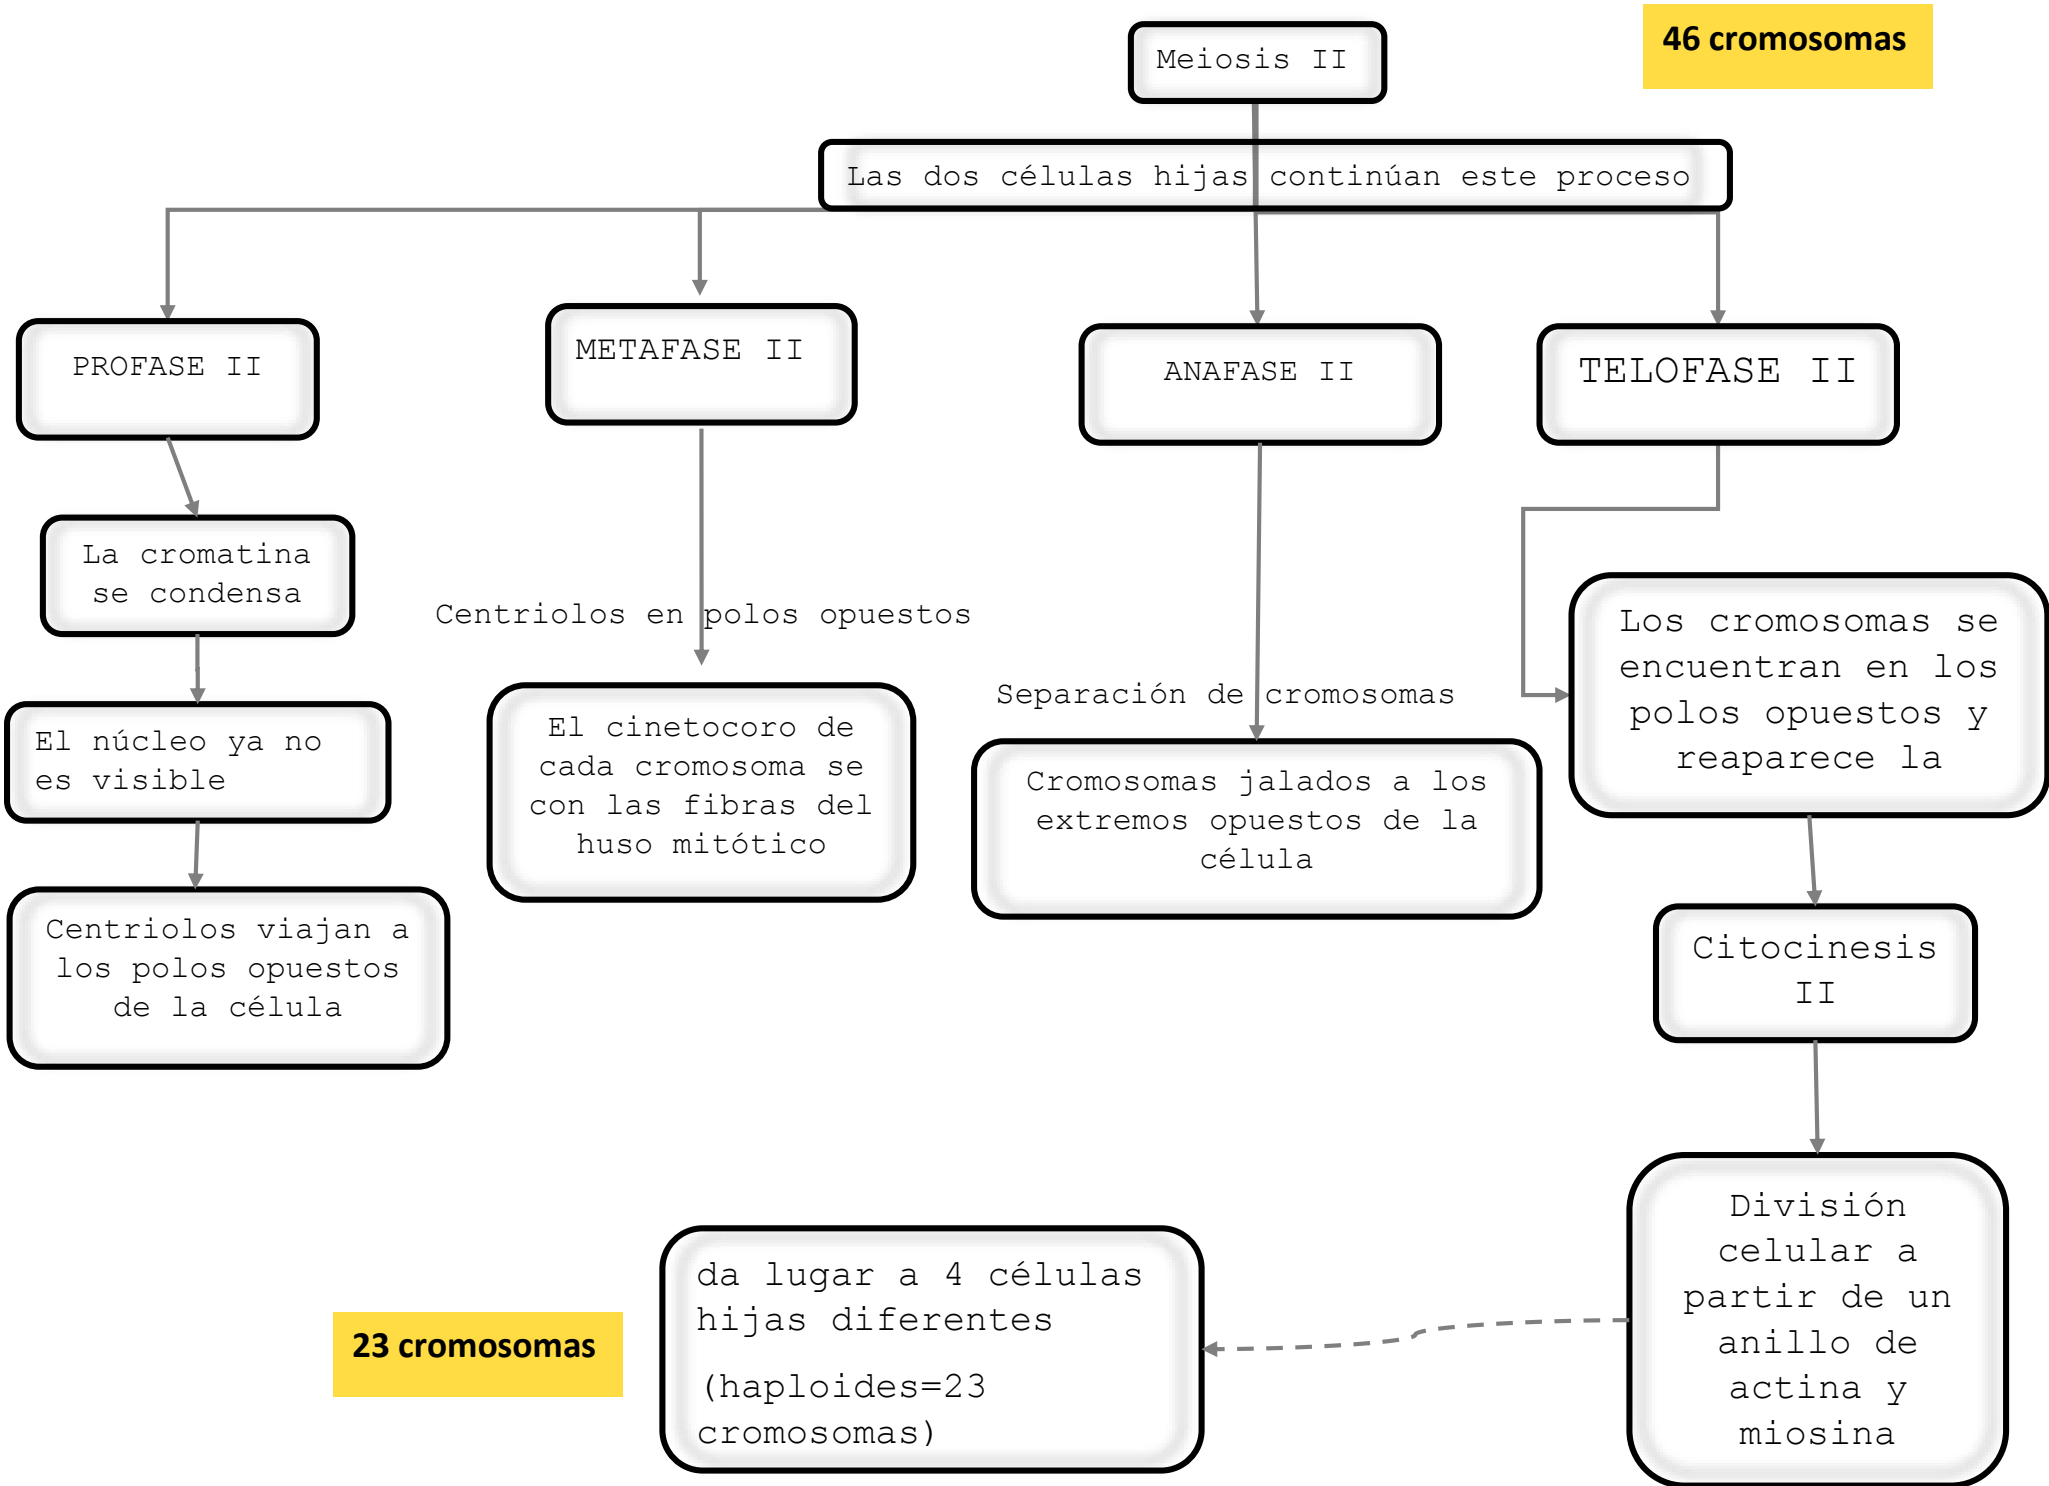 46 cromosomas
Meiosis II
Las dos células hijas continúan este proceso
PROFASE II
METAFASE II
ANAFASE II
TELOFASE II
La cromatina
se condensa
El núcleo ya no
es visible
Centriolos viajan a
los polos opuestos
de la célula
Centriolos en polos opuestos
El cinetocoro de
cada cromosoma se
con las fibras del
huso mitótico
Separación de cromosomas
Cromosomas jalados a los
extremos opuestos de la
célula
Los cromosomas se
encuentran en los
polos opuestos y
reaparece la
Citocinesis
II
División
celular a
partir de un
anillo de
actina y
miosina
da lugar a 4 células
hijas diferentes
(haploides=23
cromosomas)
23 cromosomas